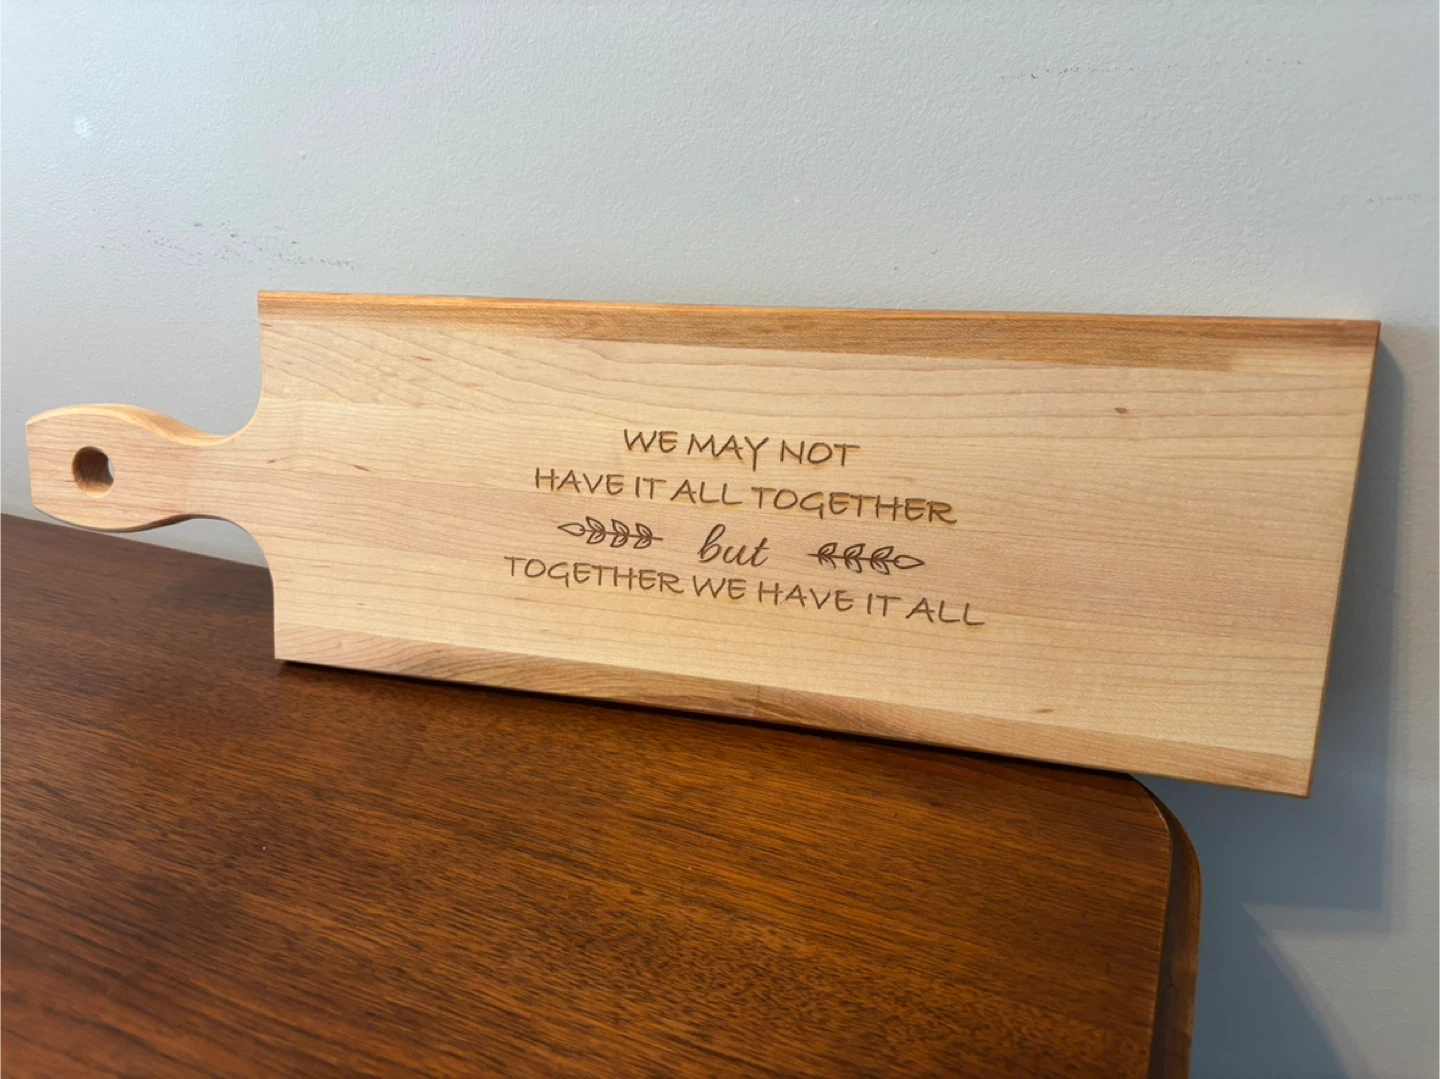 WE MAY NOT
HAVE IT ALL TOGETHER
but
TOGETHER WE HAVE IT ALL